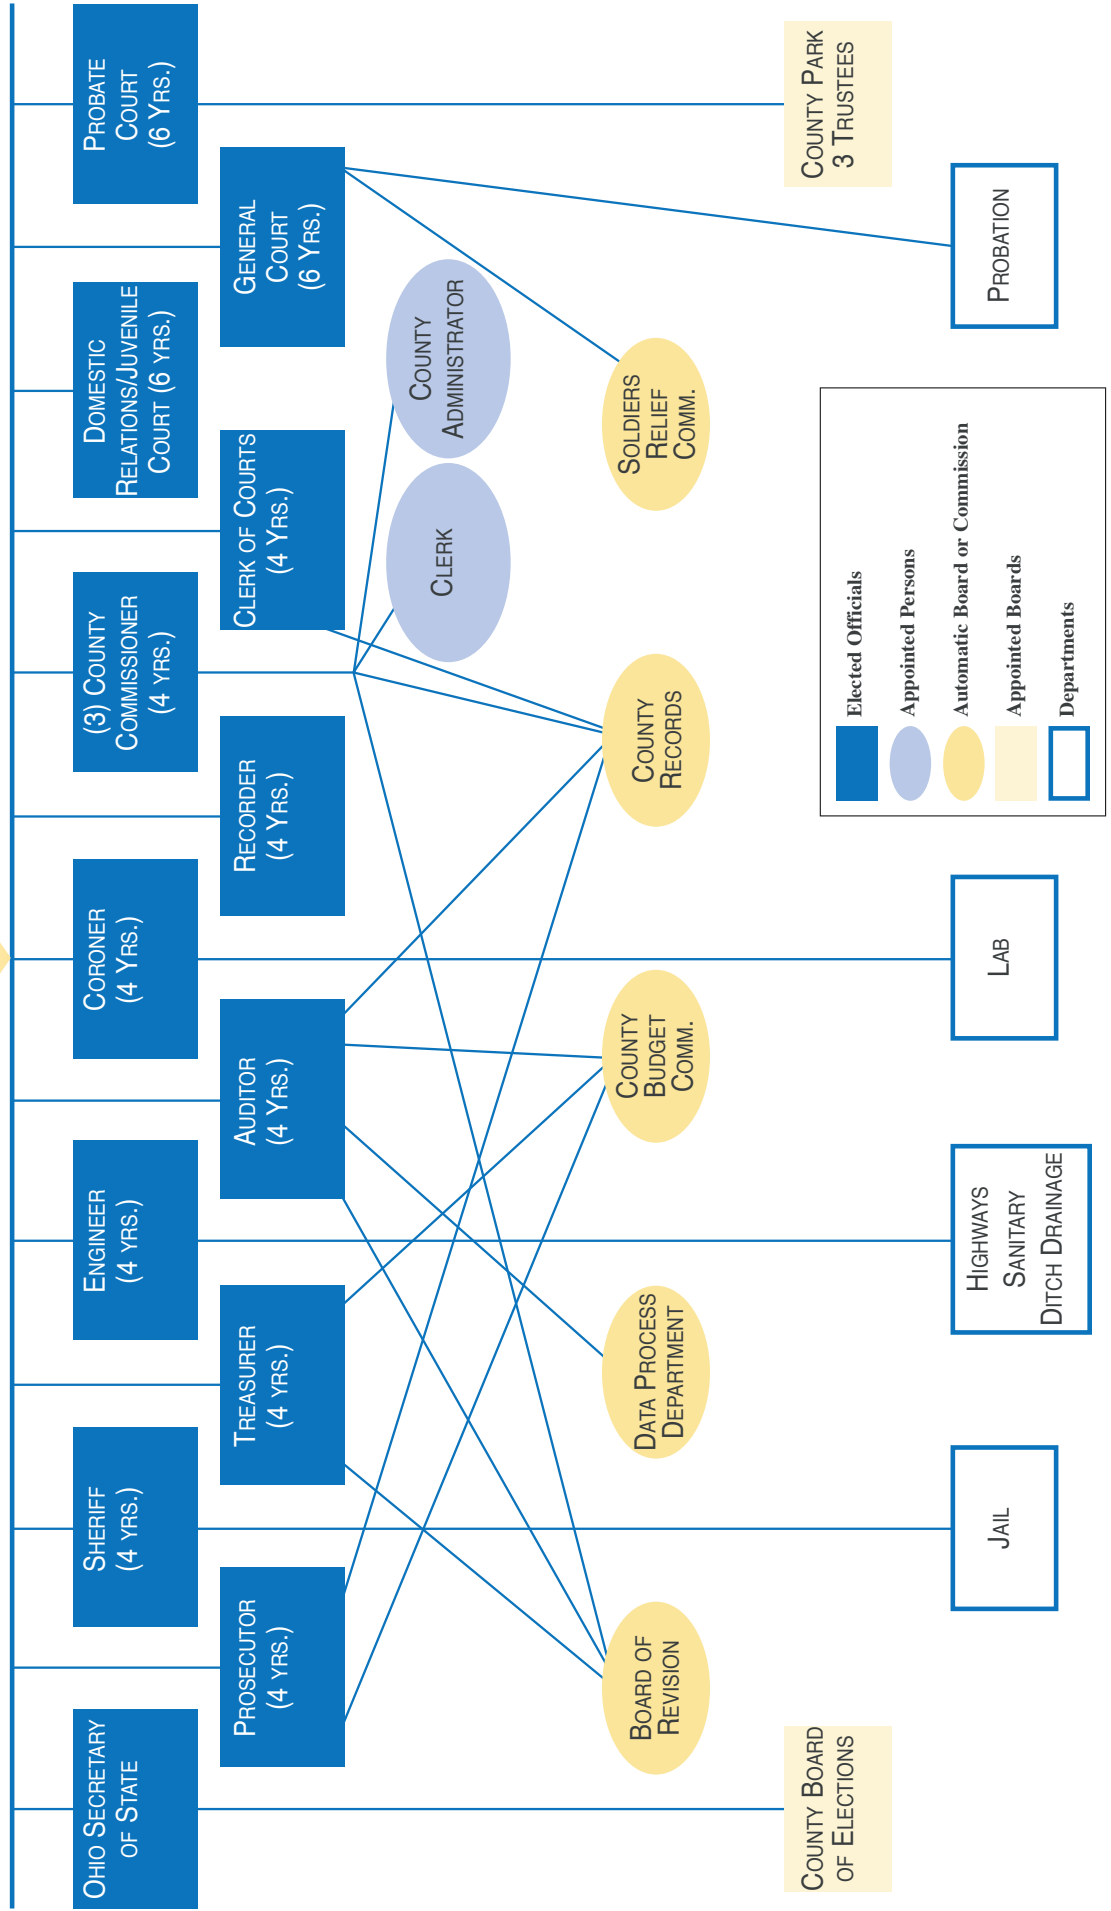 OHIO SECRETARY
OF STATE
SHERIFF
(4 YRS.)
ENGINEER
(4 YRS.)
CORONER
(4 YRS.)
(3) COUNTY
COMMISSIONER
(4 YRS.)
DOMESTIC
RELATIONS/JUVENILE
COURT (6 YRS.)
PROBATE
COURT
(6 YRS.)
PROSECUTOR
(4 YRS.)
TREASURER
(4 YRS.)
AUDITOR
(4 YRS.)
RECORDER
(4 YRS.)
CLERK OF COURTS
(4 YRS.)
GENERAL
COURT
(6 YRS.)
CLERK
COUNTY
ADMINISTRATOR
BOARD OF
REVISION
DATA PROCESS
DEPARTMENT
COUNTY
BUDGET
COMM.
COUNTY
RECORDS
SOLDIERS
RELIEF
COMM.
COUNTY BOARD
OF ELECTIONS
COUNTY PARK
3 TRUSTEES
JAIL
HIGHWAYS
SANITARY
DITCH DRAINAGE
LAB
PROBATION
Elected Officials
Appointed Persons
Automatic Board or Commission
Appointed Boards
Departments